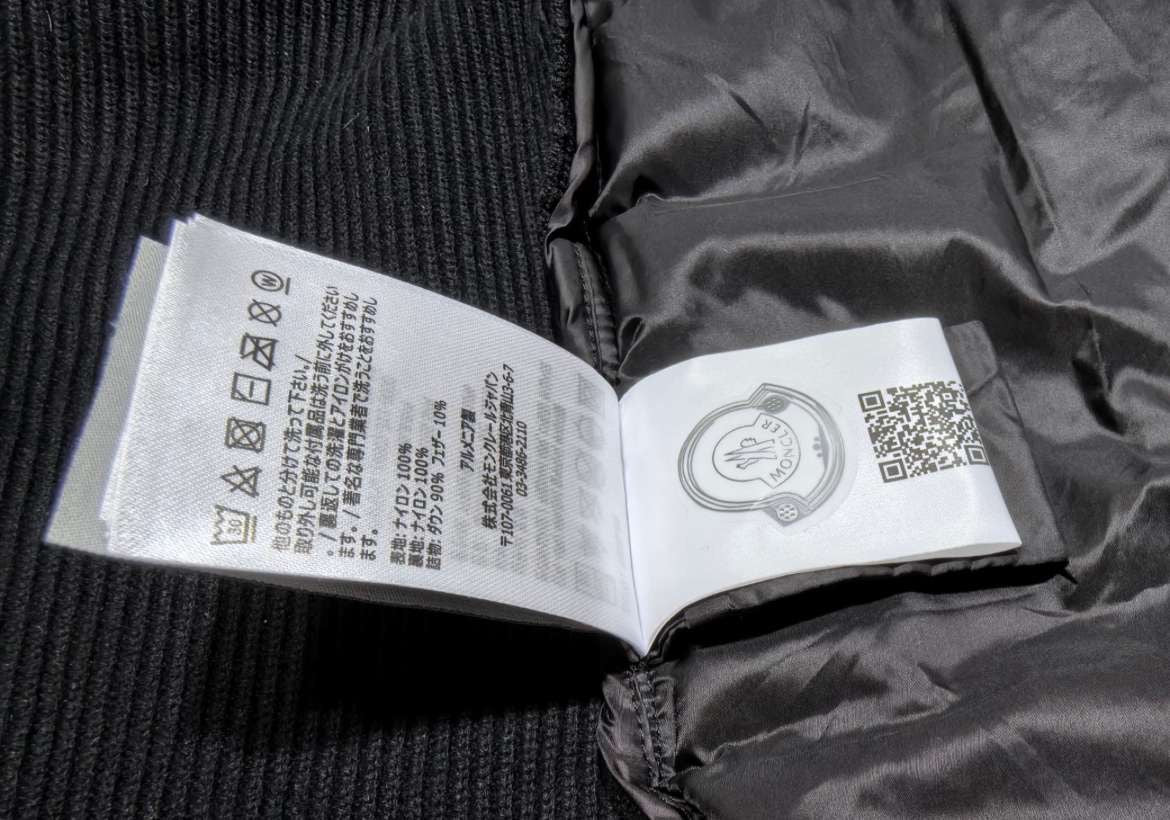 30
W
他のものと分けて洗って下さい。/
取り外し可能な付属品は洗う前に外してください
。/ 裏返しての洗濯とアイロンがけをおすすめし
ます。/ 著名な専門業者で洗うことをおすすめし
ます。
表地: ナイロン 100%
裏地: ナイロン 100%
詰物: ダウン 90% フェザー 10%
アルメニア製
株式会社モンクレールジャパン
〒107-0061 東京都港区北青山3-6-7
03-3486-2110
MONCLER